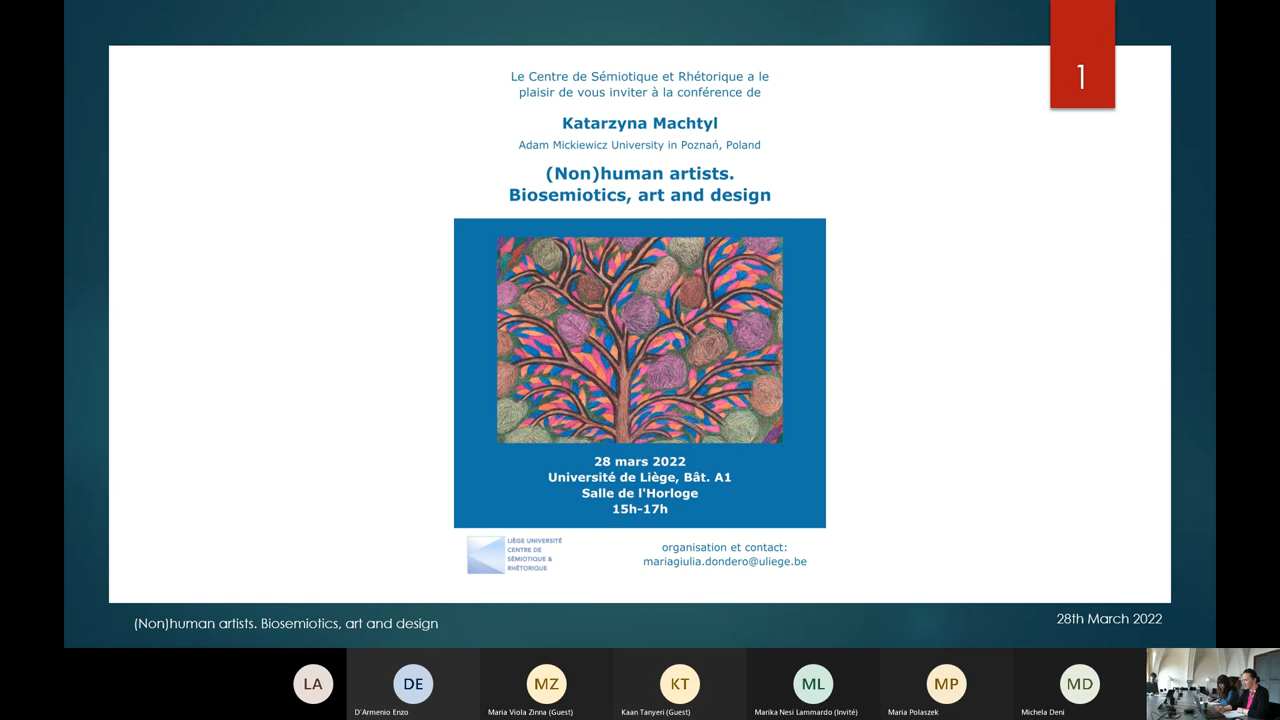 1
Le Centre de Sémiotique et Rhétorique a le
plaisir de vous inviter à la conférence de
Katarzyna Machtyl
Adam Mickiewicz University in Poznań, Poland
(Non)human artists.
Biosemiotics, art and design
28 mars 2022
Université de Liège, Bât. A1
Salle de l'Horloge
15h-17h
LIÈGE UNIVERSITÉ
CENTRE DE
SÉMIOTIQUE &
RHÉTORIQUE
organisation et contact:
mariagiulia.dondero@uliege.be
(Non)human artists. Biosemiotics, art and design
28th March 2022
LA
DE
MZ
KT
ML
MP
MD
D'Armenio Enzo
Maria Viola Zinna (Guest)
Kaan Tanyeri (Guest)
Marika Nesi Lammardo (Invité)
Maria Polaszek
Michela Deni